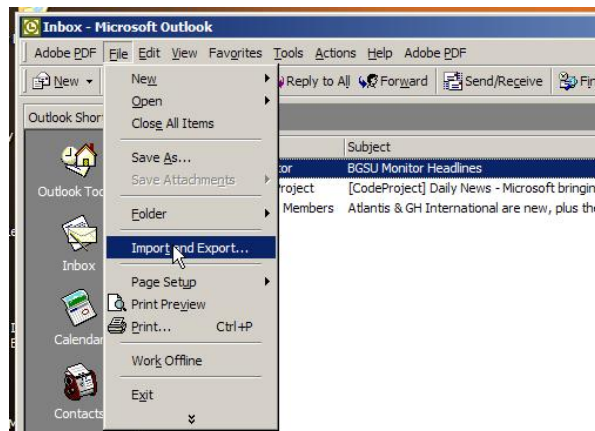 Inbox - Microsoft Outlook
Adobe PDF File Edit View Favorites Tools Actions Help Adobe PDF
New Reply to All Forward Send/Receive
Outlook Shor
New
Open
Close All Items
Save As...
Save Attachments
Folder
Import and Export...
Page Setup
Print Preview
Print... Ctrl+P
Work Offline
Exit
Outlook Tod
Inbox
Calendar
Contacts
Subject
tor BGSU Monitor Headlines
Project [CodeProject] Daily News - Microsoft bringin
Members Atlantis & GH International are new, plus the